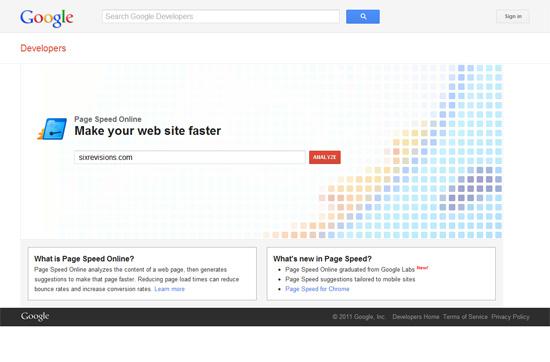 Google
Search Google Developers
Sign in
Developers
Page Speed Online
Make your web site faster
sixrevisions.com
ANALYZE
What is Page Speed Online?
Page Speed Online analyzes the content of a web page, then generates
suggestions to make that page faster. Reducing page load times can reduce
bounce rates and increase conversion rates. Learn more
What's new in Page Speed?
Page Speed Online graduated from Google Labs New!
Page Speed suggestions tailored to mobile sites
Page Speed for Chrome
Google
© 2011 Google, Inc. Developers Home Terms of Service Privacy Policy